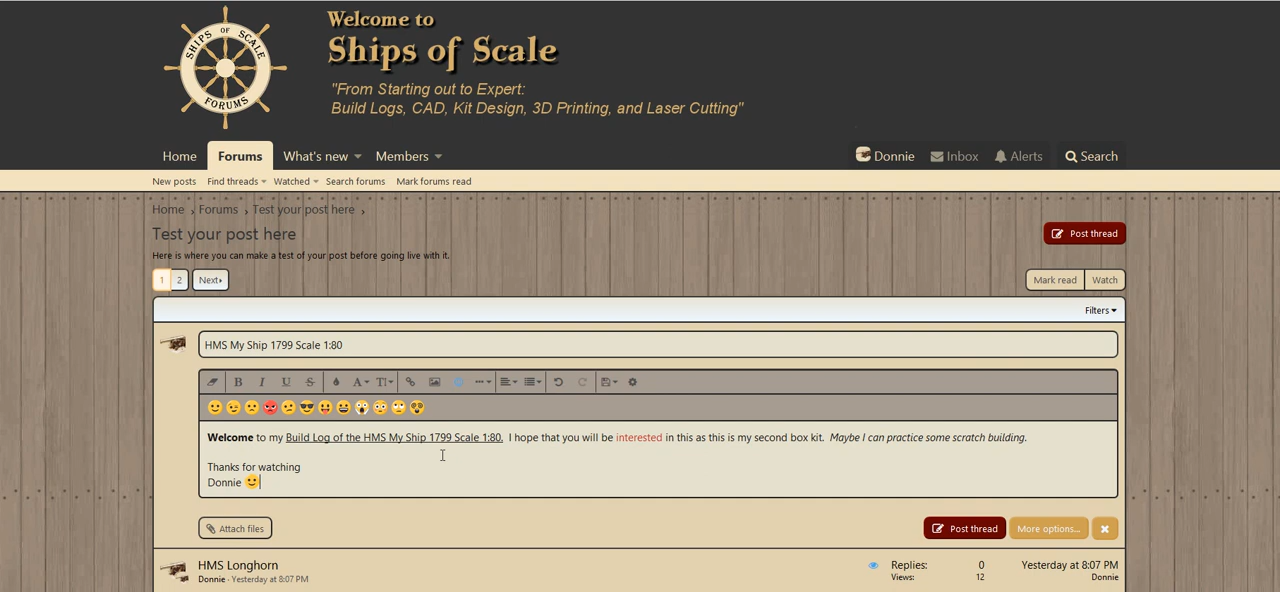 SHIPS OF SCALE
FORUMS
Welcome to
Ships of Scale
"From Starting out to Expert:
Build Logs, CAD, Kit Design, 3D Printing, and Laser Cutting"
Home Forums What's new Members Donnie Inbox Alerts Search
New posts Find threads Watched Search forums Mark forums read
Home › Forums › Test your post here ›
Test your post here
Post thread
Here is where you can make a test of your post before going live with it.
1 2 Next
Mark read Watch
Filters
HMS My Ship 1799 Scale 1:80
B I U S A T
Welcome to my Build Log of the HMS My Ship 1799 Scale 1:80. I hope that you will be interested in this as this is my second box kit. Maybe I can practice some scratch building.
Thanks for watching
Donnie 🙂
Attach files Post thread More options...
HMS Longhorn Replies: 0 Yesterday at 8:07 PM
Donnie · Yesterday at 8:07 PM Views: 12 Donnie